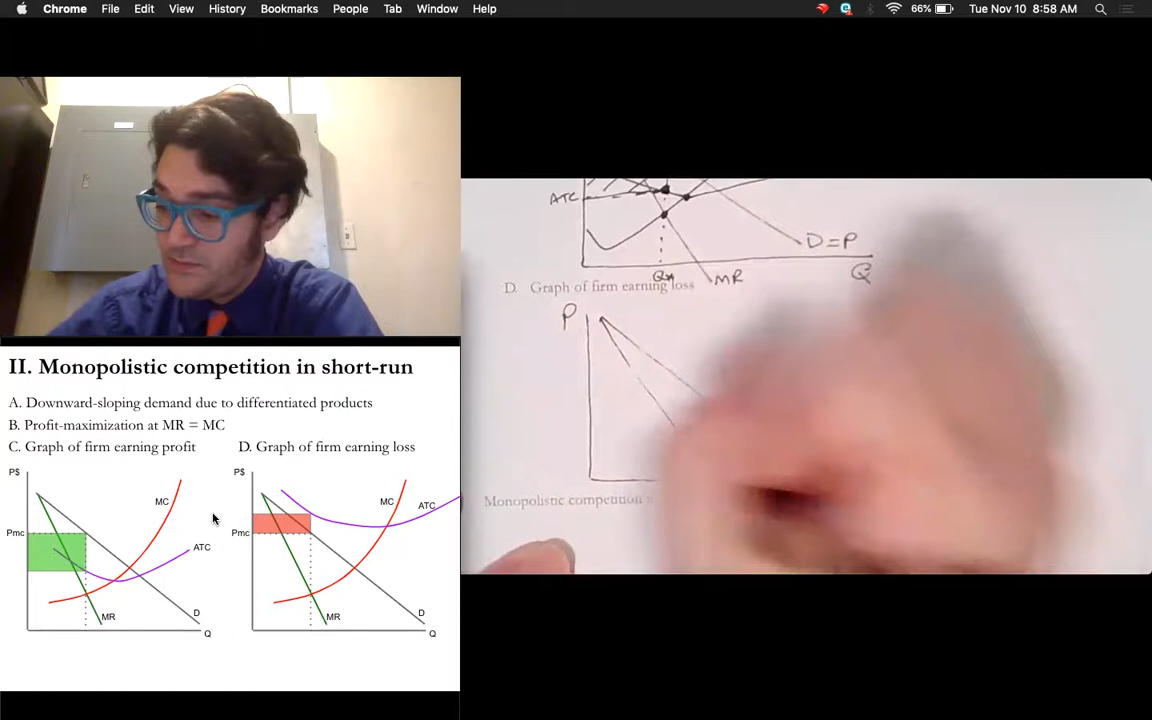 Chrome File Edit View History Bookmarks People Tab Window Help 66% Tue Nov 10 8:58 AM
II. Monopolistic competition in short-run
A. Downward-sloping demand due to differentiated products
B. Profit-maximization at MR = MC
C. Graph of firm earning profit D. Graph of firm earning loss
P$ MC Pmc ATC MR D Q
P$ MC ATC Pmc MR D Q
ATC
D=P
Q
MR
D. Graph of firm earning loss
P
Monopolistic competition